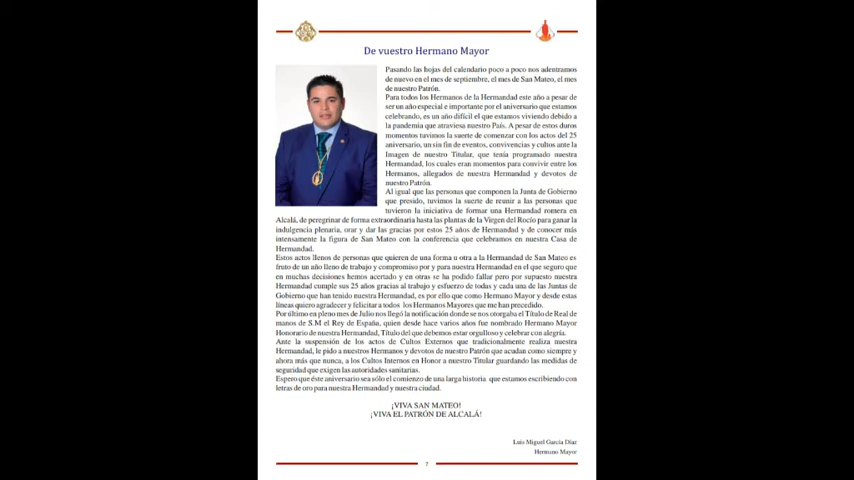 De vuestro Hermano Mayor
Pasando las hojas del calendario poco a poco nos adentramos
de nuevo en el mes de septiembre, el mes de San Mateo, el mes
de nuestro Patrón.
Para todos los Hermanos de la Hermandad este año a pesar de
ser un año especial e importante por el aniversario que estamos
celebrando, es un año difícil el que estamos viviendo debido a
la pandemia que atraviesa nuestro País. A pesar de estos duros
momentos tuvimos la suerte de comenzar con los actos del 25
aniversario, un sin fin de eventos, convivencias y cultos ante la
Imagen de nuestro Titular, que tenía programado nuestra
Hermandad, los cuales eran momentos para convivir entre los
Hermanos, allegados de nuestra Hermandad y devotos de
nuestro Patrón.
Al igual que las personas que componen la Junta de Gobierno
que presido, tuvimos la suerte de reunir a las personas que
tuvieron la iniciativa de formar una Hermandad romera en
Alcalá, de peregrinar de forma extraordinaria hasta las plantas de la Virgen del Rocío para ganar la
indulgencia plenaria, orar y dar las gracias por estos 25 años de Hermandad y de conocer más
intensamente la figura de San Mateo con la conferencia que celebramos en nuestra Casa de
Hermandad.
Estos actos llenos de personas que quieren de una forma u otra a la Hermandad de San Mateo es
fruto de un año lleno de trabajo y compromiso por y para nuestra Hermandad en el que seguro que
en muchas decisiones hemos acertado y en otras se ha podido fallar pero por supuesto nuestra
Hermandad cumple sus 25 años gracias al trabajo y esfuerzo de todas y cada una de las Juntas de
Gobierno que han tenido nuestra Hermandad, es por ello que como Hermano Mayor y desde estas
líneas quiero agradecer y felicitar a todos los Hermanos Mayores que me han precedido.
Por último en pleno mes de Julio nos llegó la notificación donde se nos otorgaba el Título de Real de
manos de S.M el Rey de España, quien desde hace varios años fue nombrado Hermano Mayor
Honorario de nuestra Hermandad, Título del que debemos estar orgulloso y celebrar con alegría.
Ante la suspensión de los actos de Cultos Externos que tradicionalmente realiza nuestra
Hermandad, le pido a nuestros Hermanos y devotos de nuestro Patrón que acudan como siempre y
ahora más que nunca, a los Cultos Internos en Honor a nuestro Titular guardando las medidas de
seguridad que exigen las autoridades sanitarias.
Espero que éste aniversario sea sólo el comienzo de una larga historia que estamos escribiendo con
letras de oro para nuestra Hermandad y nuestra ciudad.
¡VIVA SAN MATEO!
¡VIVA EL PATRÓN DE ALCALÁ!
Luis Miguel García Díaz
Hermano Mayor
7